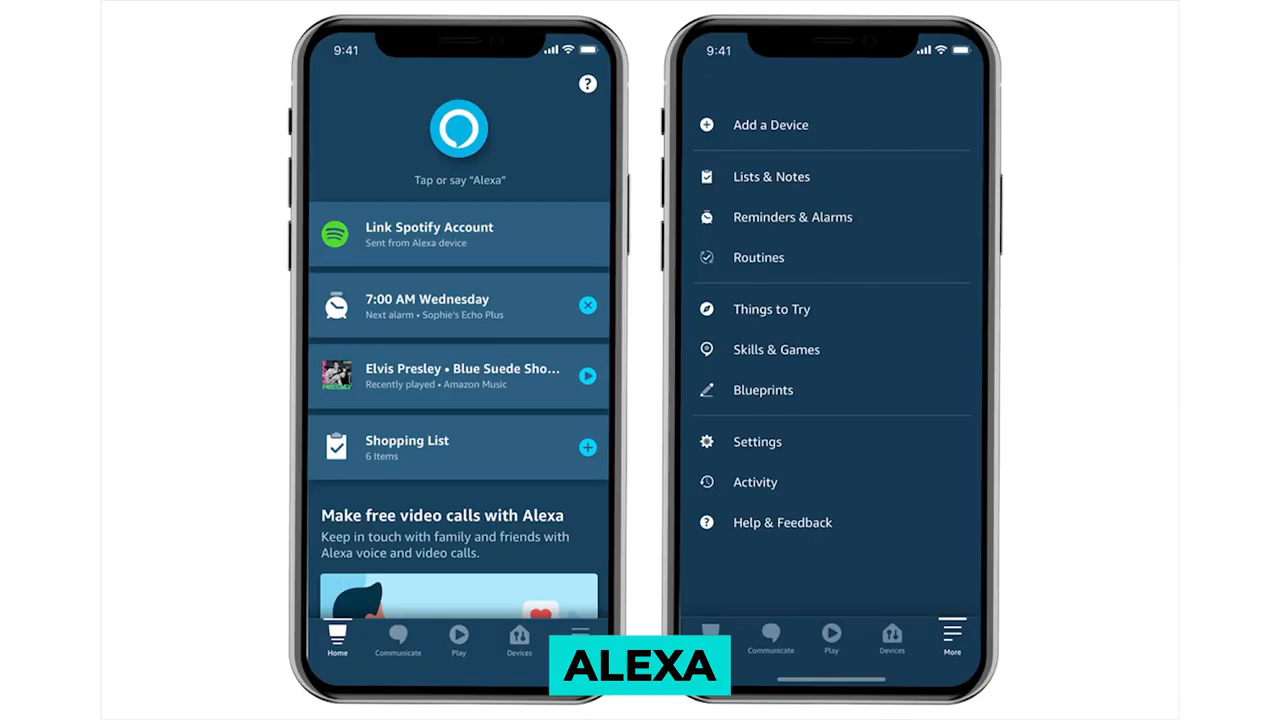 9:41
Tap or say “Alexa”
Link Spotify Account
Sent from Alexa device
7:00 AM Wednesday
Next alarm • Sophie's Echo Plus
Elvis Presley • Blue Suede Sho...
Recently played • Amazon Music
Shopping List
6 Items
Make free video calls with Alexa
Keep in touch with family and friends with
Alexa voice and video calls.
Home
Communicate
Play
Devices
9:41
Add a Device
Lists & Notes
Reminders & Alarms
Routines
Things to Try
Skills & Games
Blueprints
Settings
Activity
Help & Feedback
Communicate
Play
Devices
More
ALEXA